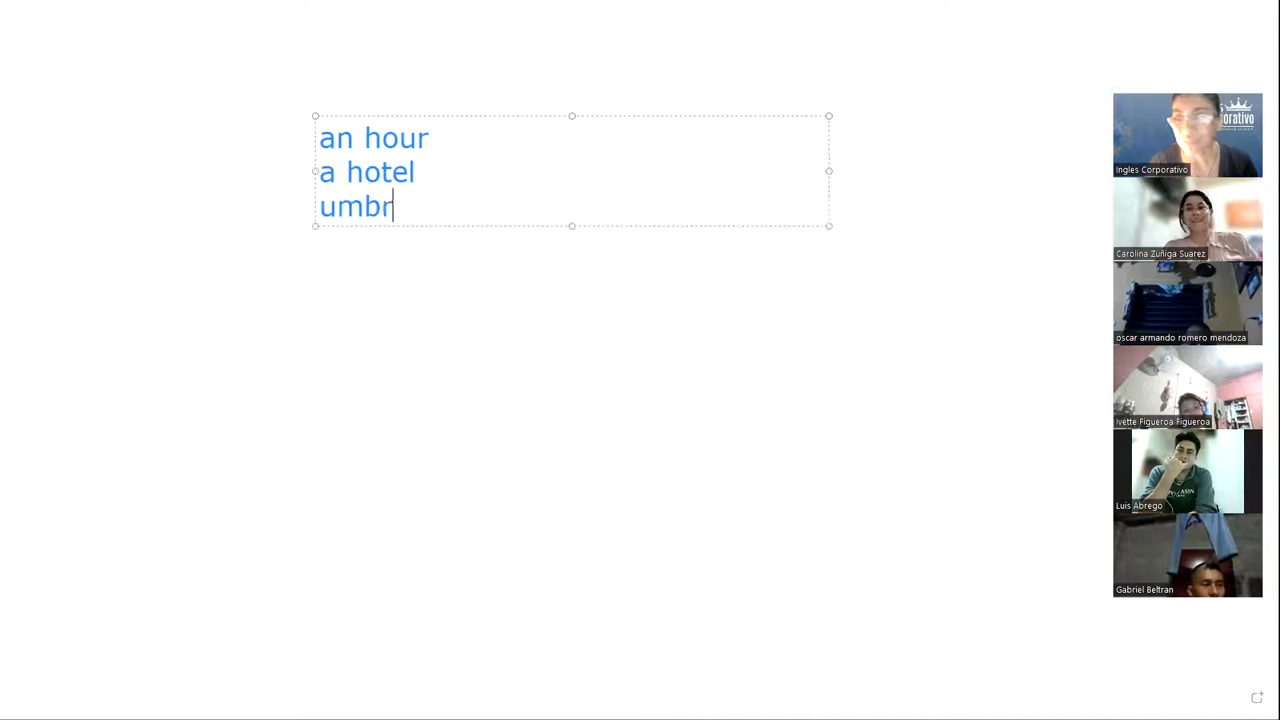 an hour
a hotel
umbr
orativo
Ingles Corporativo
Carolina Zuñiga Suarez
oscar armando romero mendoza
Ivette Figueroa Figueroa
Luis Abrego
Gabriel Beltran